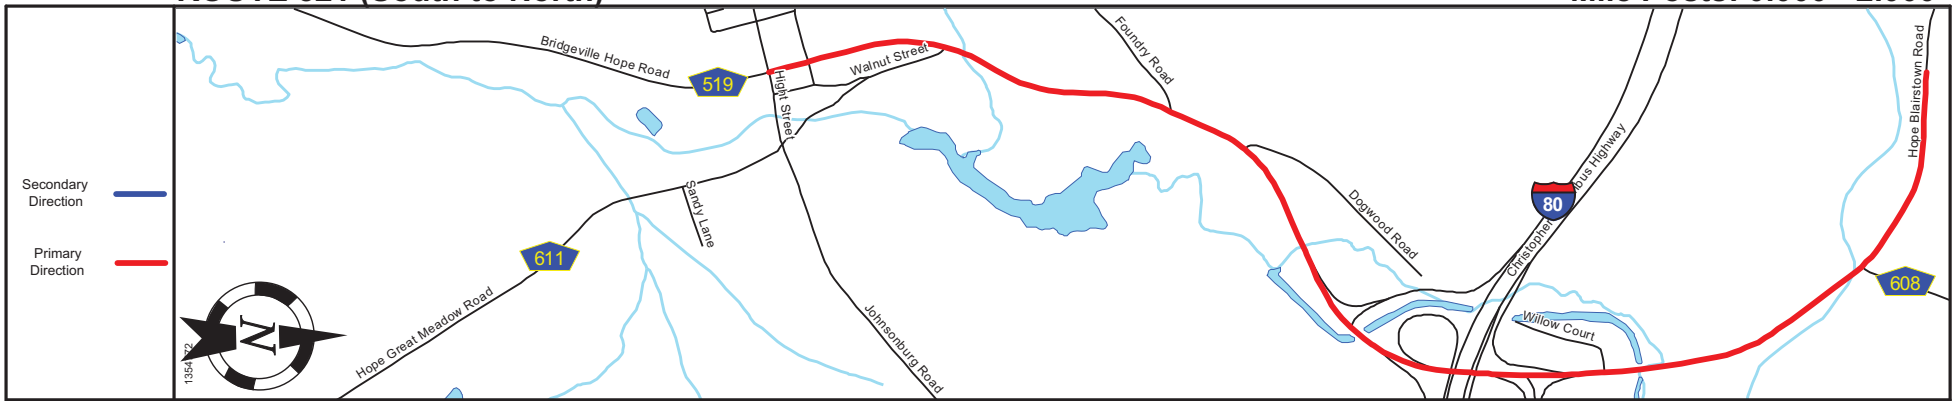 Secondary
Direction
Primary
Direction
Bridgeville Hope Road
519
Hight Street
Walnut Street
Foundry Road
Sandy Lane
611
Hope Great Meadow Road
Johnsonburg Road
Dogwood Road
80
Christopher
bus Highway
Willow Court
Hope Blairstown Road
608
N